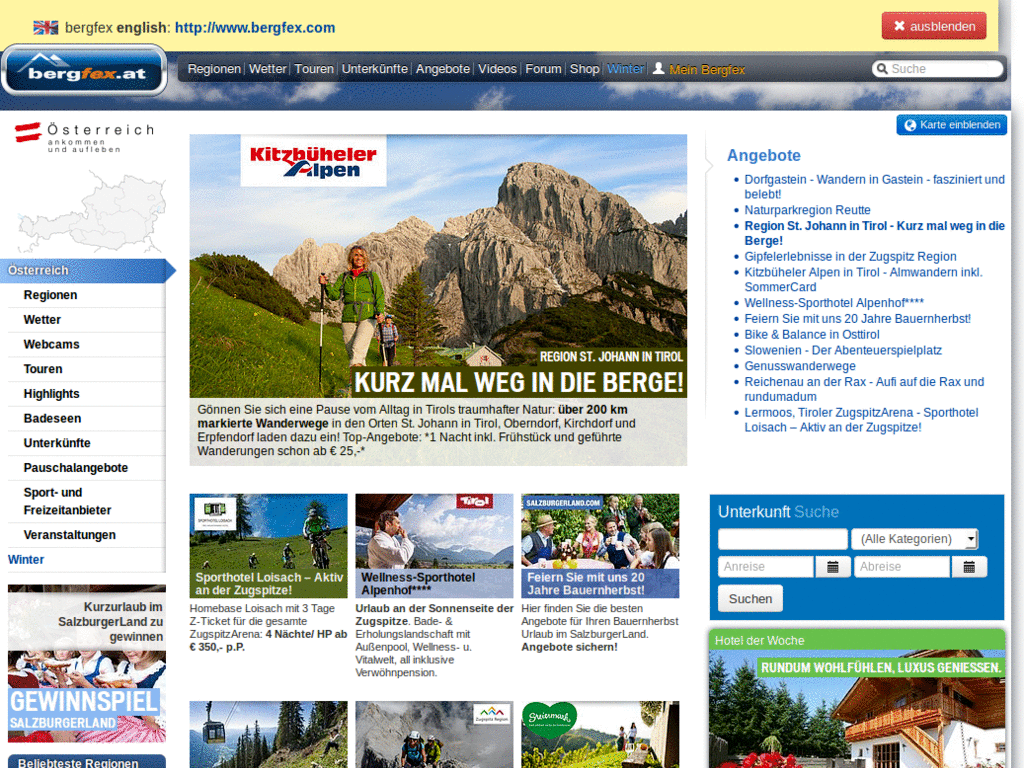 bergfex english: http://www.bergfex.com
ausblenden
bergfex.at
Regionen Wetter Touren Unterkünfte Angebote Videos Forum Shop Winter Mein Bergfex
Suche
Österreich
ankommen
und aufleben
Karte einblenden
Kitzbüheler
Alpen
REGION ST. JOHANN IN TIROL
KURZ MAL WEG IN DIE BERGE!
Gönnen Sie sich eine Pause vom Alltag in Tirols traumhafter Natur: über 200 km
markierte Wanderwege in den Orten St. Johann in Tirol, Oberndorf, Kirchdorf und
Erpfendorf laden dazu ein! Top-Angebote: *1 Nacht inkl. Frühstück und geführte
Wanderungen schon ab € 25,-*
Angebote
Dorfgastein - Wandern in Gastein - fasziniert und
belebt!
Naturparkregion Reutte
Region St. Johann in Tirol - Kurz mal weg in die
Berge!
Gipfelerlebnisse in der Zugspitz Region
Kitzbüheler Alpen in Tirol - Almwandern inkl.
SommerCard
Wellness-Sporthotel Alpenhof****
Feiern Sie mit uns 20 Jahre Bauernherbst!
Bike & Balance in Osttirol
Slowenien - Der Abenteuerspielplatz
Genusswanderwege
Reichenau an der Rax - Aufi auf die Rax und
rundumadum
Lermoos, Tiroler ZugspitzArena - Sporthotel
Loisach – Aktiv an der Zugspitze!
Österreich
Regionen
Wetter
Webcams
Touren
Highlights
Badeseen
Unterkünfte
Pauschalangebote
Sport- und
Freizeitanbieter
Veranstaltungen
Winter
Kurzurlaub im
SalzburgerLand zu
gewinnen
GEWINNSPIEL
SALZBURGERLAND
Beliebteste Regionen
SPORTHOTEL LOISACH
Sporthotel Loisach – Aktiv
an der Zugspitze!
Homebase Loisach mit 3 Tage
Z-Ticket für die gesamte
ZugspitzArena: 4 Nächte/ HP ab
€ 350,- p.P.
Tirol
Wellness-Sporthotel
Alpenhof****
Urlaub an der Sonnenseite der
Zugspitze. Bade- &
Erholungslandschaft mit
Außenpool, Wellness- u.
Vitalwelt, all inklusive
Verwöhnpension.
SALZBURGERLAND.COM
Feiern Sie mit uns 20
Jahre Bauernherbst!
Hier finden Sie die besten
Angebote für Ihren Bauernherbst
Urlaub im SalzburgerLand.
Angebote sichern!
Zugspitz Region
Steiermark
Unterkunft Suche
(Alle Kategorien)
Anreise
Abreise
Suchen
Hotel der Woche
RUNDUM WOHLFÜHLEN, LUXUS GENIESSEN.